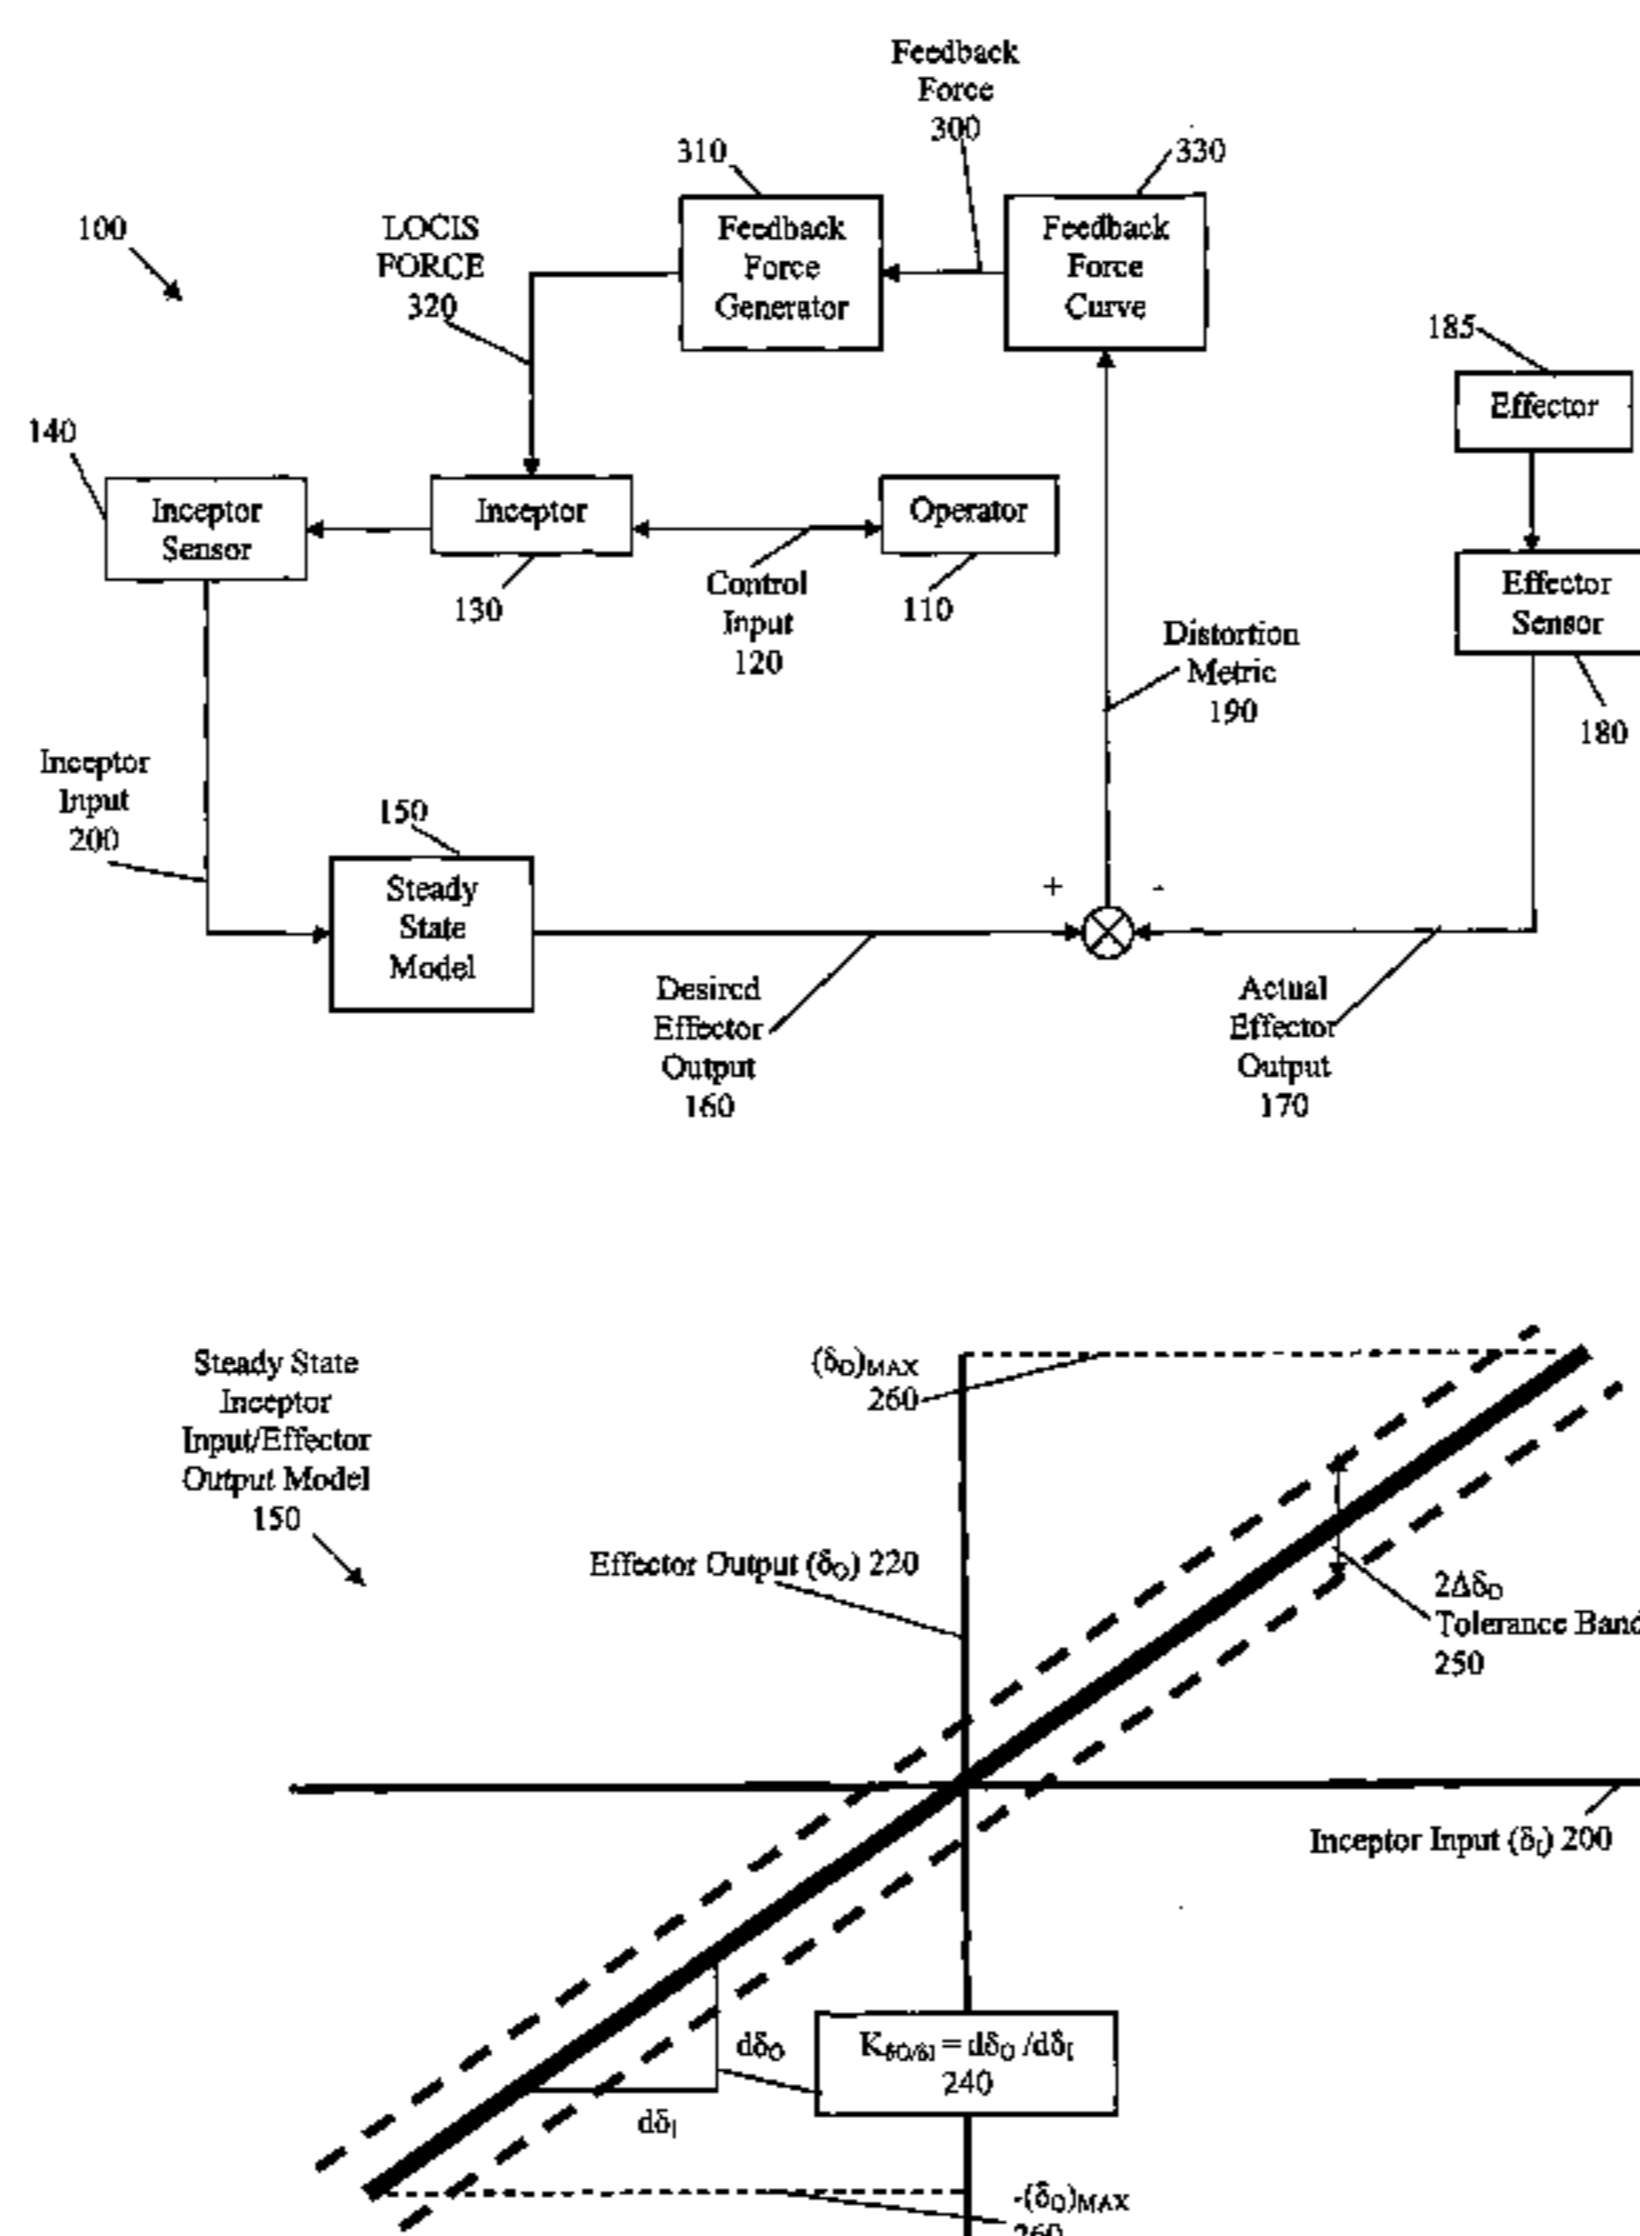 Feedback
Force
300
310
330
100
LOCIS
FORCE
320
Feedback
Force
Generator
Feedback
Force
Curve
185
Effector
140
Inceptor
Sensor
Inceptor
Operator
Effector
Sensor
130
Control
Input
120
110
Distortion
Metric
190
180
Inceptor
Input
200
150
Steady
State
Model
+
-
Desired
Effector
Output
160
Actual
Effector
Output
170
Steady State
Inceptor
Input/Effector
Output Model
150
(δO)MAX
260
Effector Output (δO) 220
2ΔδO
Tolerance Band
250
Inceptor Input (δI) 200
dδO
KδO/δI = dδO /dδI
240
dδI
-(δO)MAX
260